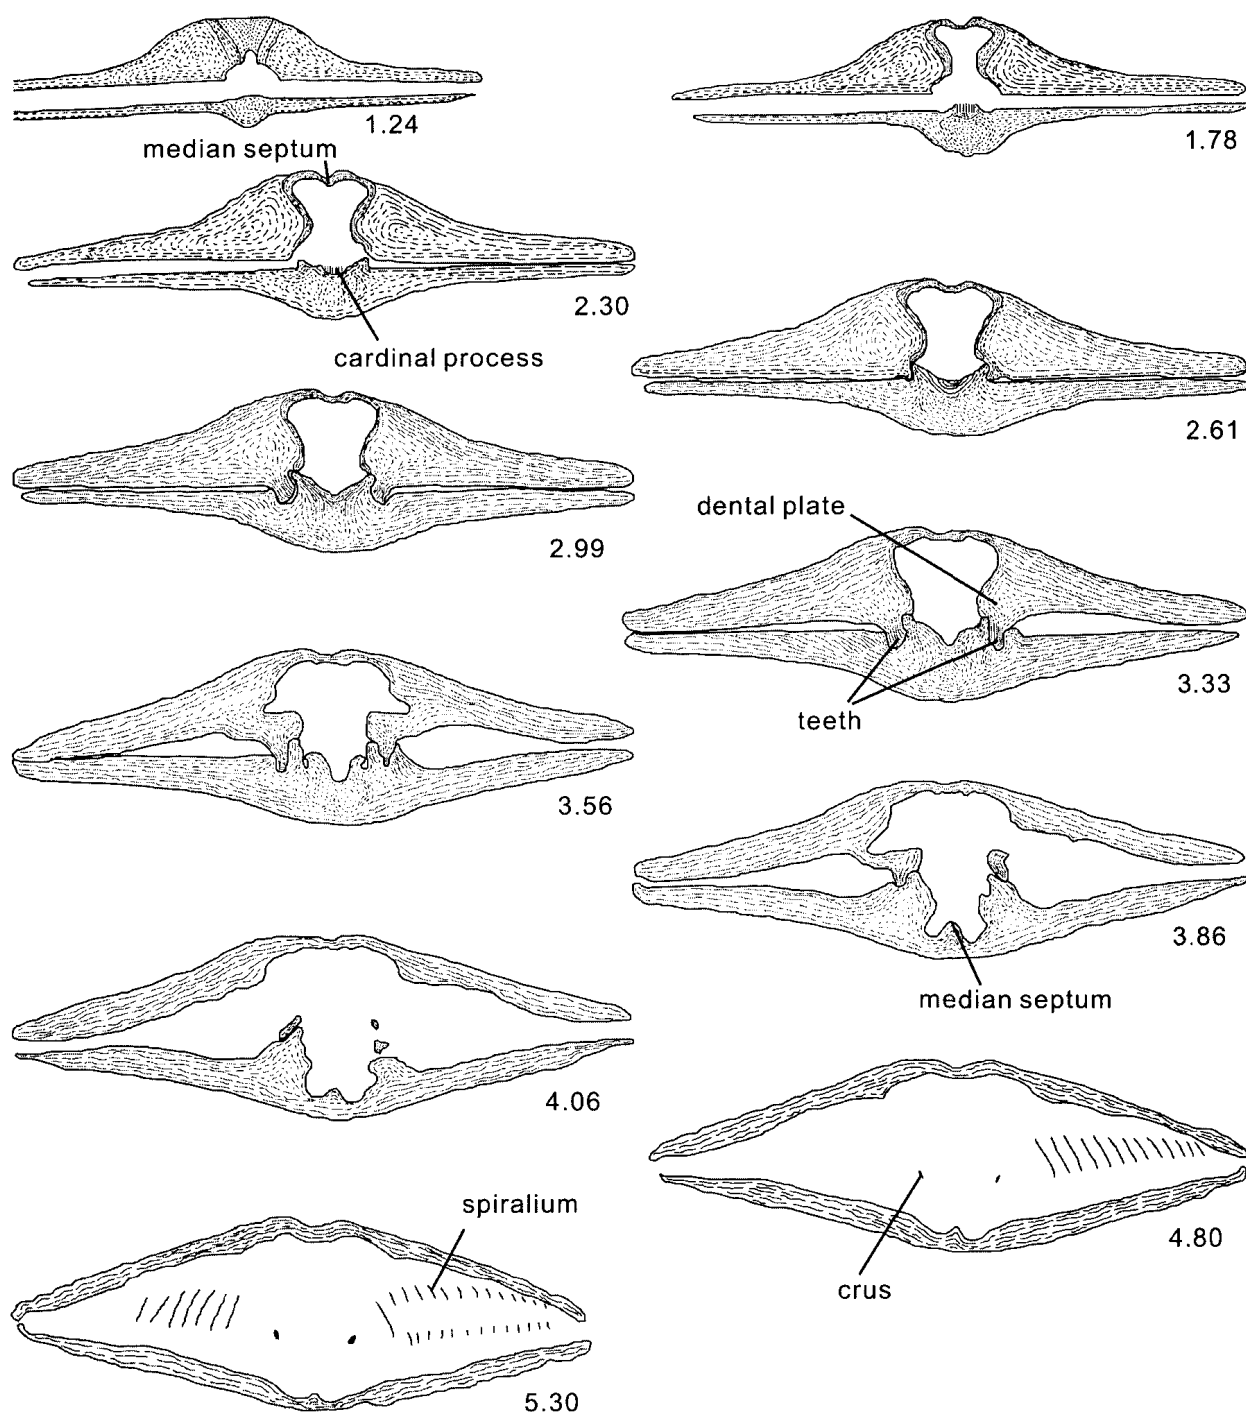 1.24
1.78
median septum
2.30
cardinal process
2.61
2.99
dental plate
3.33
teeth
3.56
3.86
median septum
4.06
4.80
spiralium
crus
5.30